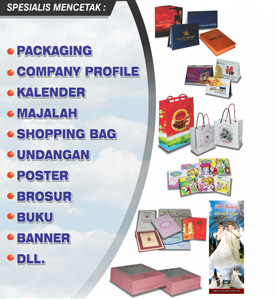 SPESIALIS MENCETAK :
PACKAGING
COMPANY PROFILE
KALENDER
MAJALAH
SHOPPING BAG
UNDANGAN
POSTER
BROSUR
BUKU
BANNER
DLL.